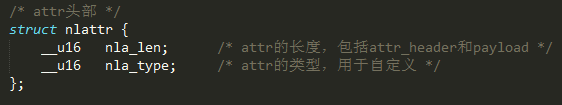 /* attr头部 */
struct nlattr {
    __u16   nla_len;      /* attr的长度，包括attr_header和payload */
    __u16   nla_type;     /* attr的类型，用于自定义 */
};